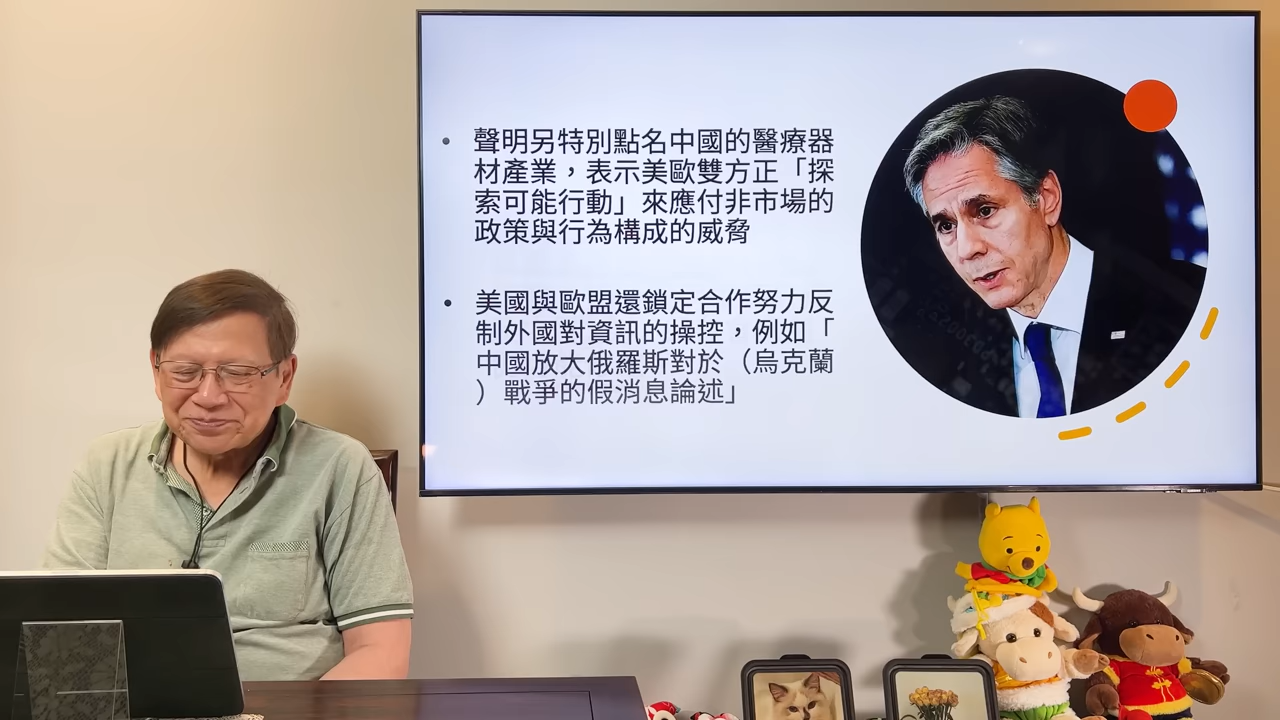 • 聲明另特別點名中國的醫療器
材產業，表示美歐雙方正「探
索可能行動」來應付非市場的
政策與行為構成的威脅
• 美國與歐盟還鎖定合作努力反
制外國對資訊的操控，例如「
中國放大俄羅斯對於（烏克蘭
）戰爭的假消息論述」